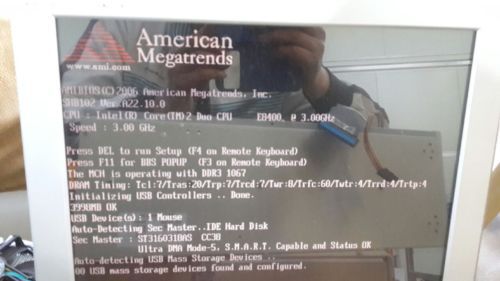 American
Megatrends
www.ami.com
AMIBIOS(C)2006 American Megatrends, Inc.
SHB102 Ver.A22.10.0
CPU : Intel(R) Core(TM)2 Duo CPU E8400, @ 3.00GHz
Speed : 3.00 GHz
Press DEL to run Setup (F4 on Remote Keyboard)
Press F11 for BBS POPUP (F3 on Remote Keyboard)
The MCH is operating with DDR3 1067
DRAM Timing: Tcl:7/Tras:20/Trp:7/Trcd:7/Twr:8/Trfc:60/Twtr:4/Trrd:4/Trtp:4
Initializing USB Controllers .. Done.
3998MB OK
USB Device(s) : 1 Mouse
Auto-Detecting Sec Master..IDE Hard Disk
Sec Master : ST3160318AS CC38
Ultra DMA Mode-5, S.M.A.R.T. Capable and Status OK
Auto-detecting USB Mass Storage Devices ..
00 USB mass storage devices found and configured.